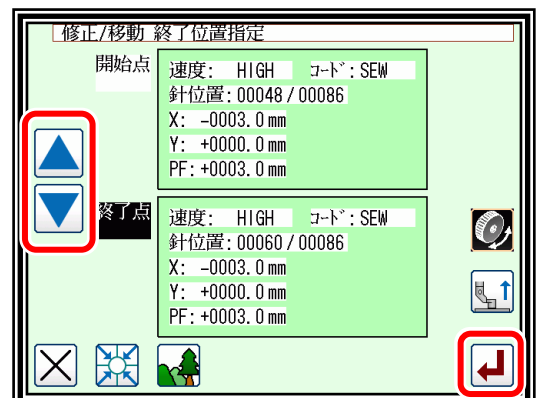 修正/移動 終了位置指定
開始点
速度: HIGH コード:SEW
針位置:00048/00086
X: -0003.0mm
Y: +0000.0mm
PF:+0003.0mm
終了点
速度: HIGH コード:SEW
針位置:00060/00086
X: -0003.0mm
Y: +0000.0mm
PF:+0003.0mm